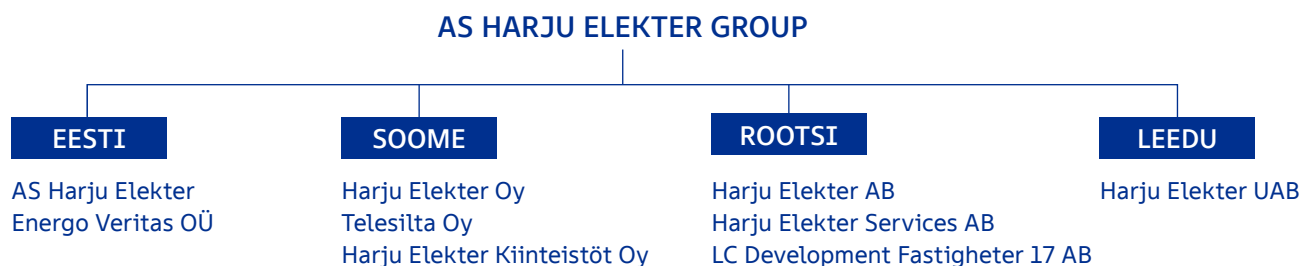 AS HARJU ELEKTER GROUP
EESTI
AS Harju Elekter
Energo Veritas OÜ
SOOME
Harju Elekter Oy
Telesilta Oy
Harju Elekter Kiinteistöt Oy
ROOTSI
Harju Elekter AB
Harju Elekter Services AB
LC Development Fastigheter 17 AB
LEEDU
Harju Elekter UAB